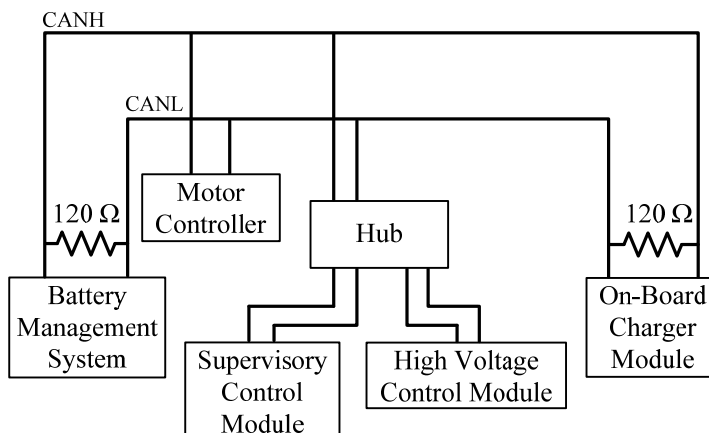 CANH
CANL
Motor
Controller
120 Ω
Hub
120 Ω
Battery
Management
System
On-Board
Charger
Module
Supervisory
Control
Module
High Voltage
Control Module